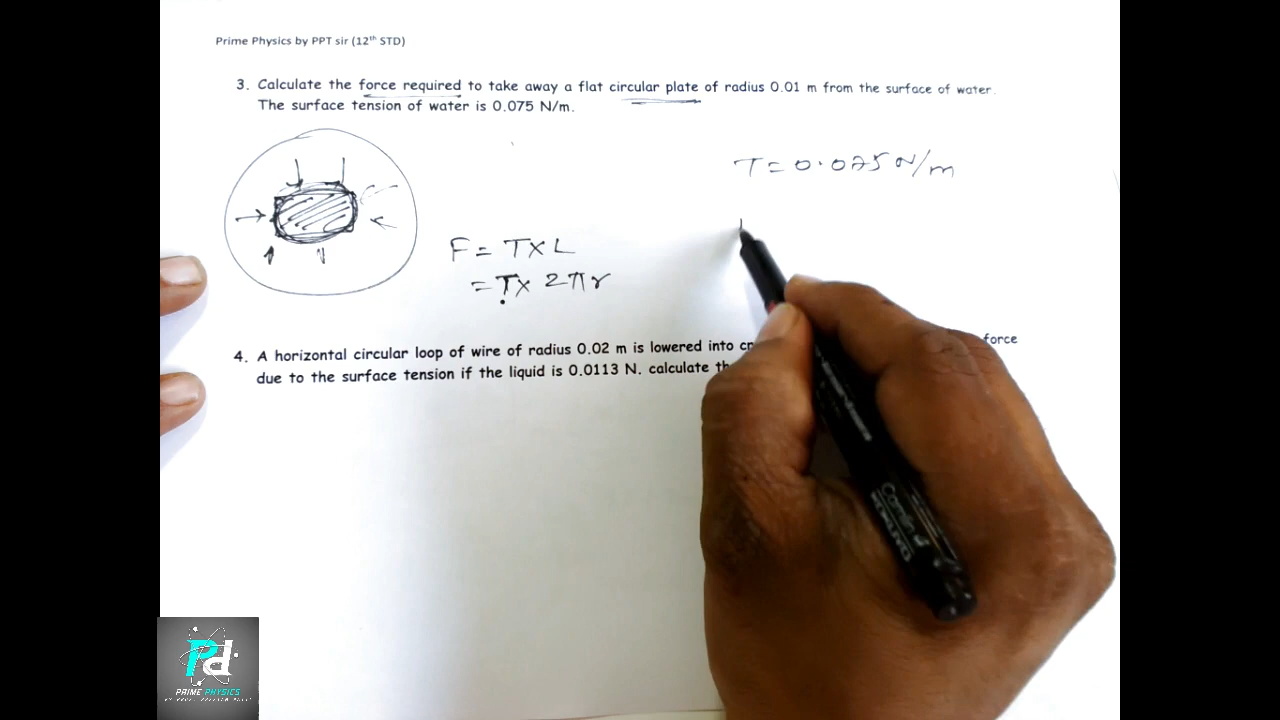 Prime Physics by PPT sir (12th STD)
3. Calculate the force required to take away a flat circular plate of radius 0.01 m from the surface of water.
The surface tension of water is 0.075 N/m.
T = 0.075 N/m
F = T × L
= T × 2πr
4. A horizontal circular loop of wire of radius 0.02 m is lowered into force
due to the surface tension if the liquid is 0.0113 N. calculate
Pd
PRIME PHYSICS